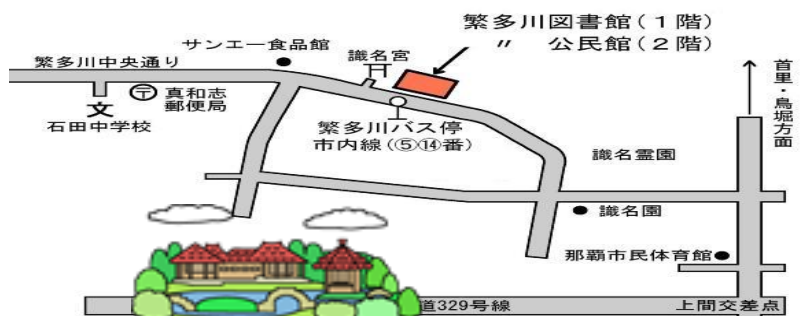 繁多川図書館(1階)
〃 公民館(2階)
サンエー食品館
識名宮
繁多川中央通り
首里・鳥堀方面
〒
真和志
郵便局
文
石田中学校
繁多川バス停
市内線(⑤⑭番)
識名霊園
識名園
那覇市民体育館
道329号線
上間交差点